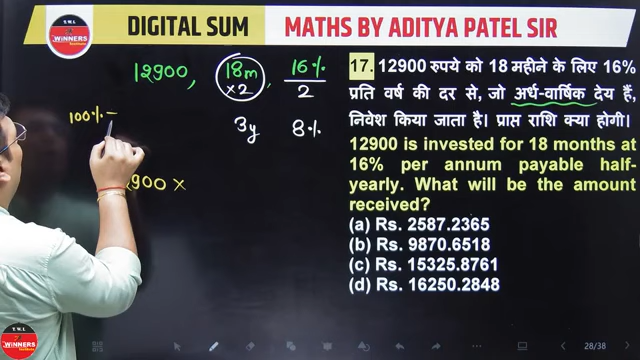 T.W.I.
WiNNERS
Institute
DIGITAL SUM
MATHS BY ADITYA PATEL SIR
12900, 18m ×2, 16%/2
3y 8%
100% –
900 ×
17. 12900 रुपये को 18 महीने के लिए 16%
प्रति वर्ष की दर से, जो अर्ध-वार्षिक देय हैं,
निवेश किया जाता है। प्राप्त राशि क्या होगी।
12900 is invested for 18 months at
16% per annum payable half-
yearly. What will be the amount
received?
(a) Rs. 2587.2365
(b) Rs. 9870.6518
(c) Rs. 15325.8761
(d) Rs. 16250.2848
T.W.I.
WiNNERS
Institute
28/38